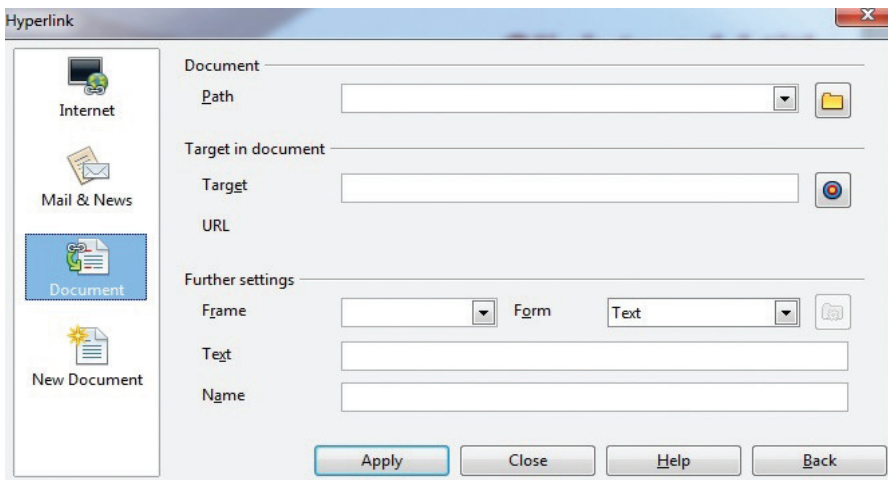 Hyperlink
Internet
Mail & News
Document
New Document
Document
Path
Target in document
Target
URL
Further settings
Frame
Form
Text
Text
Name
Apply
Close
Help
Back